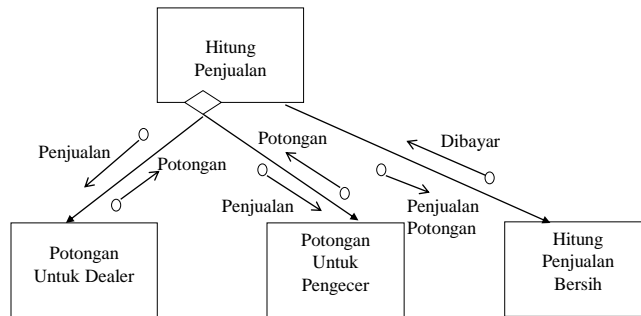 Hitung
Penjualan
Potongan
Dibayar
Penjualan
Potongan
Penjualan
Penjualan
Potongan
Potongan
Untuk Dealer
Potongan
Untuk
Pengecer
Hitung
Penjualan
Bersih